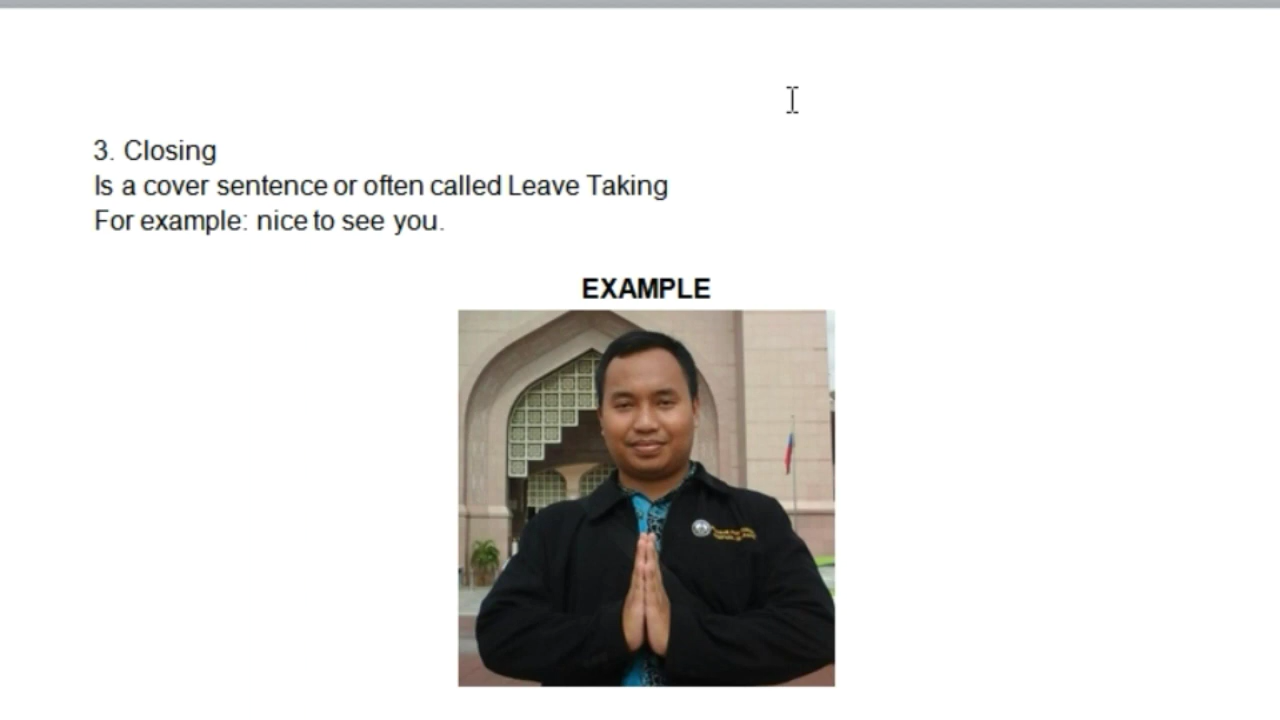 3. Closing
Is a cover sentence or often called Leave Taking
For example: nice to see you.
EXAMPLE